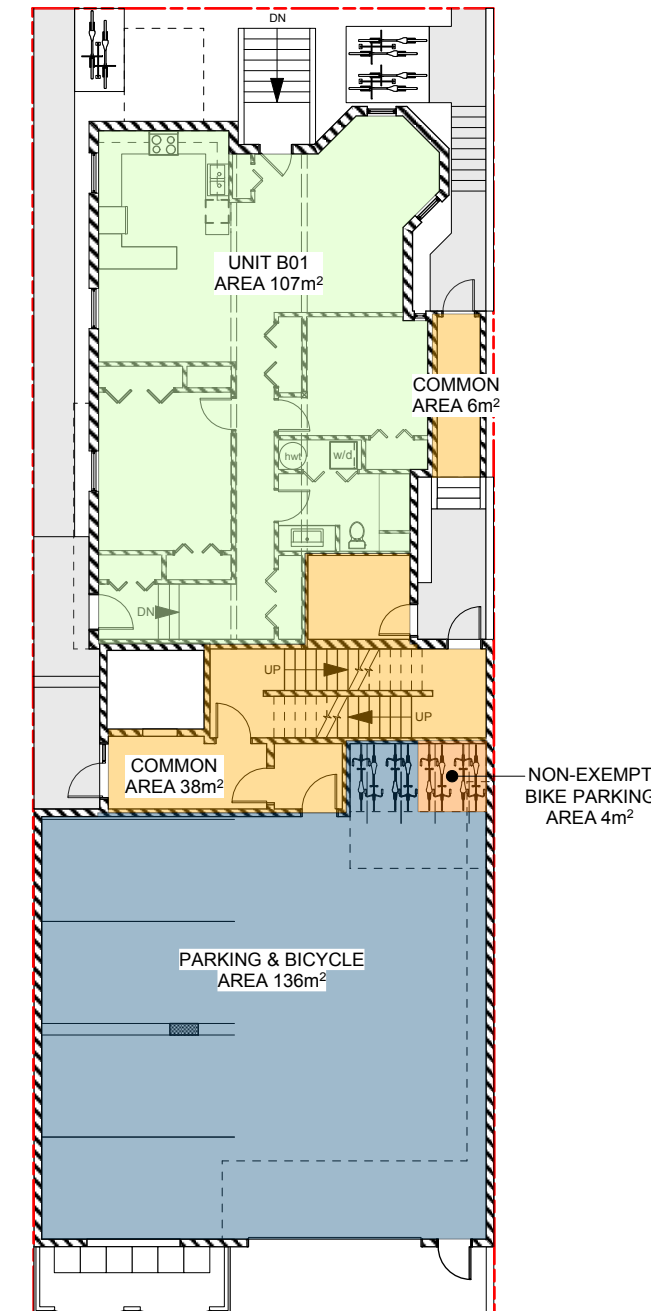 DN
UNIT B01
AREA 107m²
COMMON
AREA 6m²
hwt
w/d
DN
UP
UP
COMMON
AREA 38m²
NON-EXEMPT
BIKE PARKING
AREA 4m²
PARKING & BICYCLE
AREA 136m²